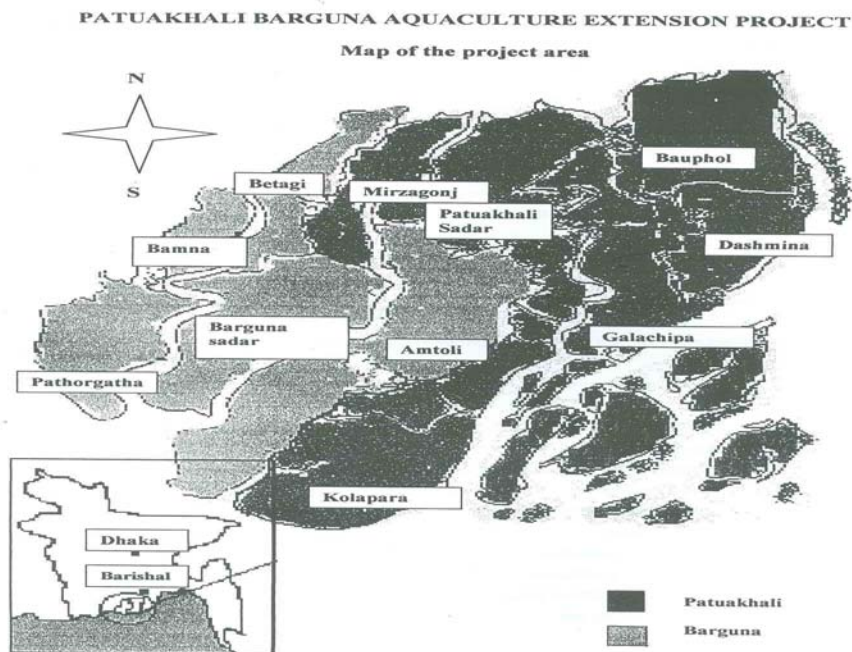 PATUAKHALI BARGUNA AQUACULTURE EXTENSION PROJECT
Map of the project area
N
S
Betagi
Mirzagonj
Bauphol
Patuakhali
Sadar
Bamna
Dashmina
Barguna
sadar
Amtoli
Galachipa
Pathorgatha
Kolapara
Dhaka
Barishal
Patuakhali
Barguna